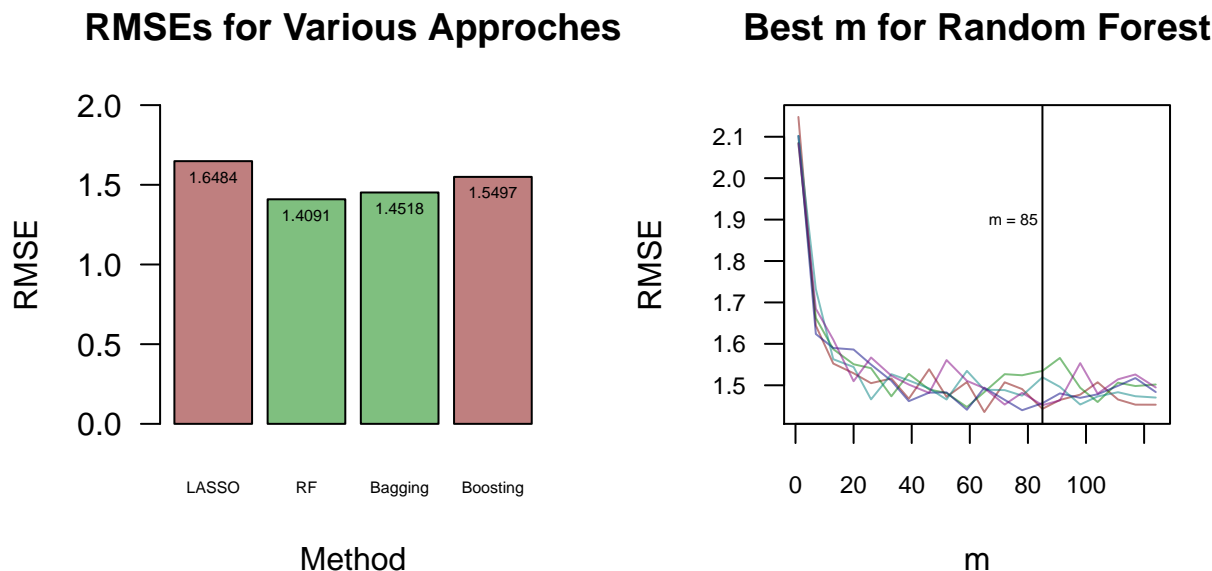 RMSEs for Various Approches
RMSE
2.0
1.5
1.0
0.5
0.0
1.6484
1.4091
1.4518
1.5497
LASSO RF Bagging Boosting
Method
Best m for Random Forest
RMSE
2.1
2.0
1.9
1.8
1.7
1.6
1.5
m = 85
0 20 40 60 80 100
m